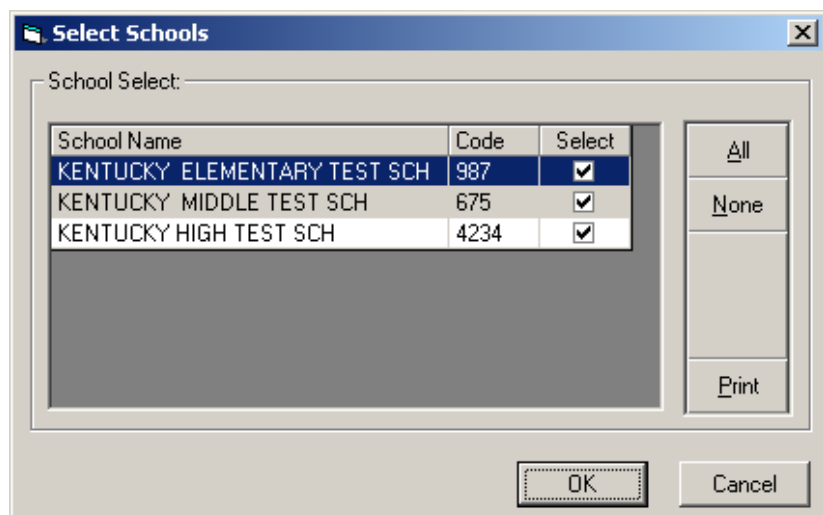 Select Schools
School Select:
School Name Code Select
KENTUCKY  ELEMENTARY TEST SCH 987
KENTUCKY  MIDDLE TEST SCH 675
KENTUCKY HIGH TEST SCH 4234
All
None
Print
OK Cancel